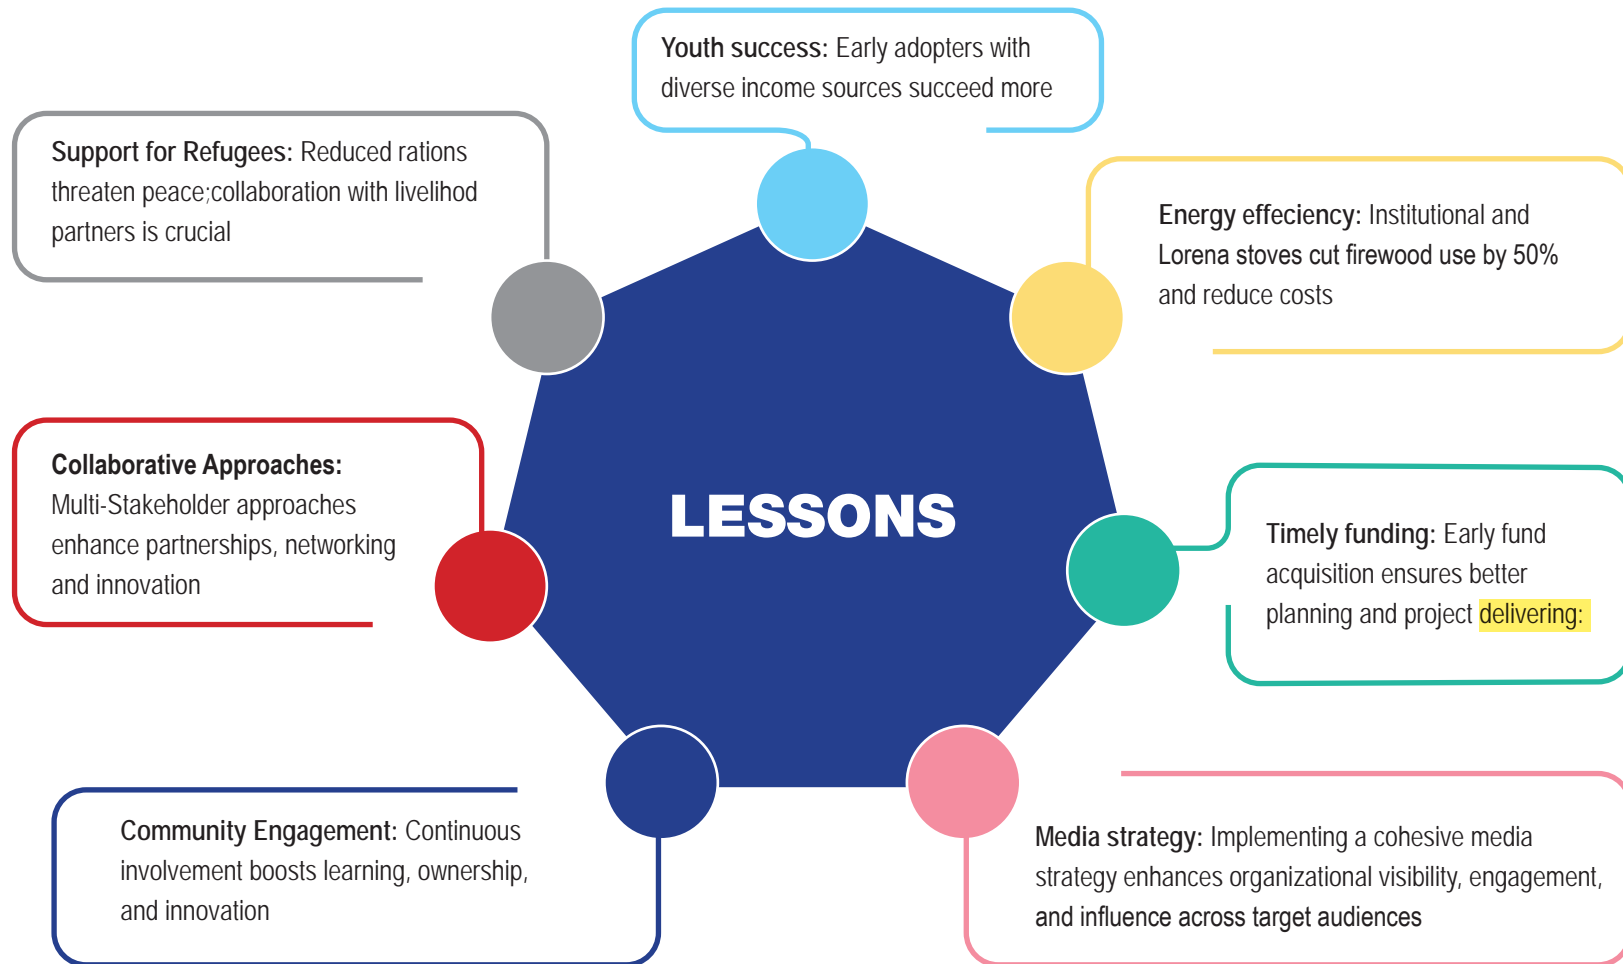 Youth success: Early adopters with
diverse income sources succeed more
Support for Refugees: Reduced rations
threaten peace;collaboration with livelihod
partners is crucial
Energy effeciency: Institutional and
Lorena stoves cut firewood use by 50%
and reduce costs
Collaborative Approaches:
Multi-Stakeholder approaches
enhance partnerships, networking
and innovation
LESSONS
Timely funding: Early fund
acquisition ensures better
planning and project delivering:
Community Engagement: Continuous
involvement boosts learning, ownership,
and innovation
Media strategy: Implementing a cohesive media
strategy enhances organizational visibility, engagement,
and influence across target audiences